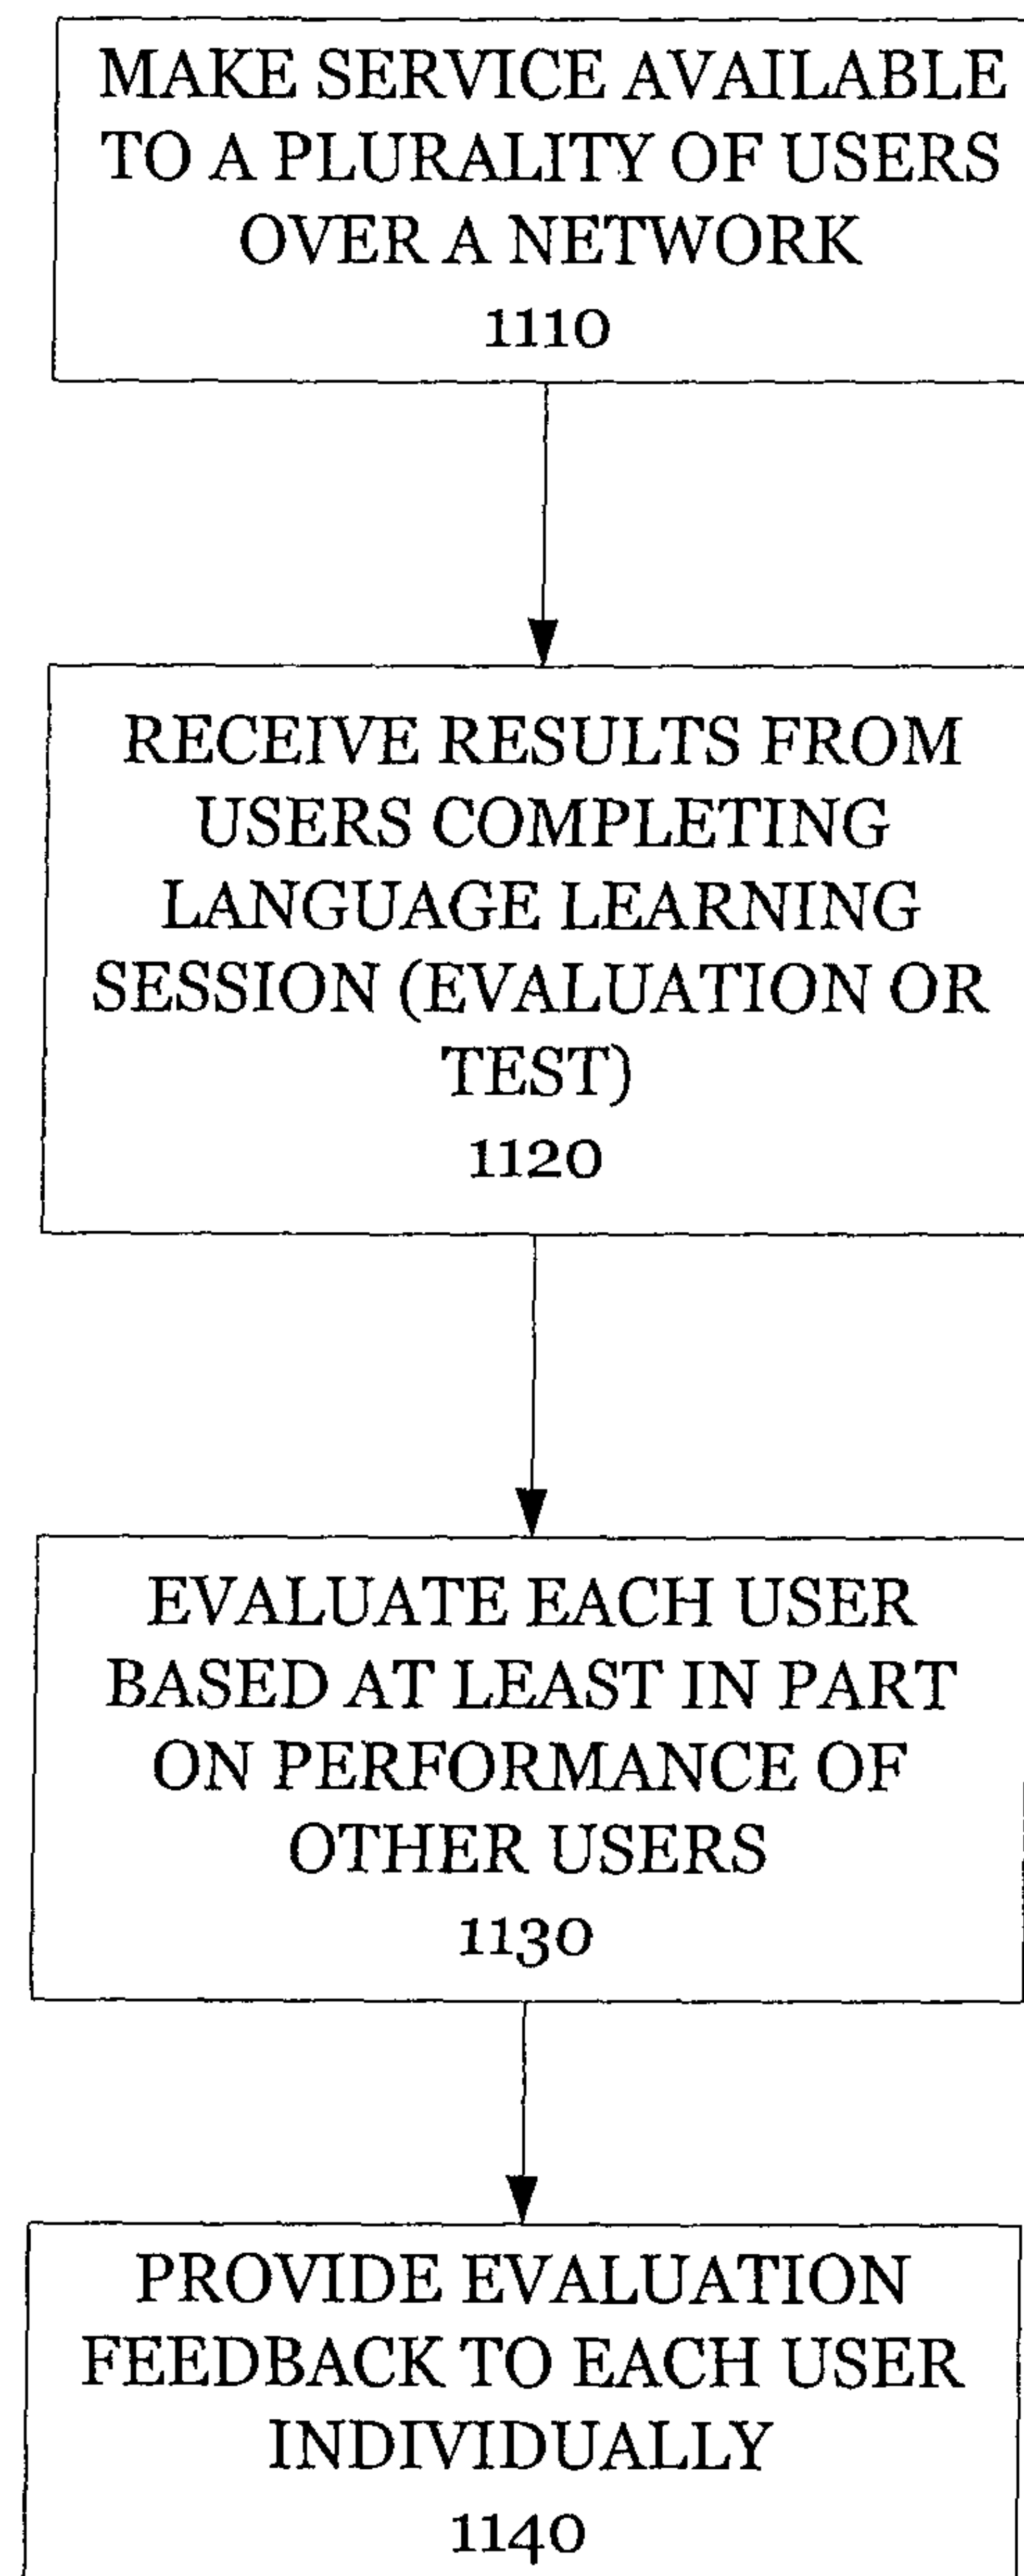 MAKE SERVICE AVAILABLE
TO A PLURALITY OF USERS
OVER A NETWORK
1110
RECEIVE RESULTS FROM
USERS COMPLETING
LANGUAGE LEARNING
SESSION (EVALUATION OR
TEST)
1120
EVALUATE EACH USER
BASED AT LEAST IN PART
ON PERFORMANCE OF
OTHER USERS
1130
PROVIDE EVALUATION
FEEDBACK TO EACH USER
INDIVIDUALLY
1140